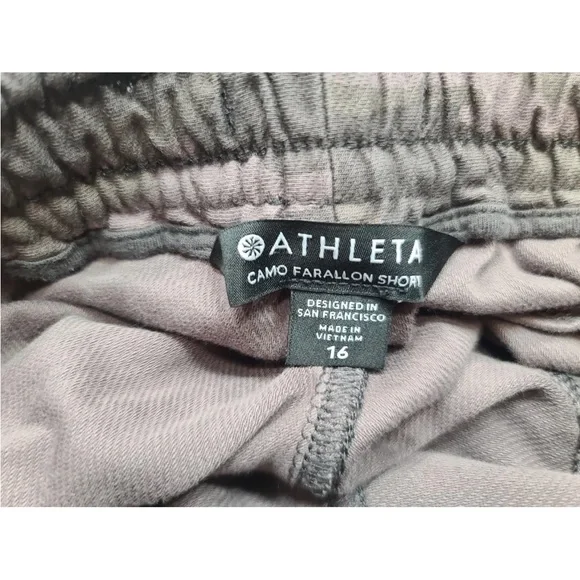 ATHLETA
CAMO FARALLON SHORT
DESIGNED IN
SAN FRANCISCO
MADE IN
VIETNAM
16